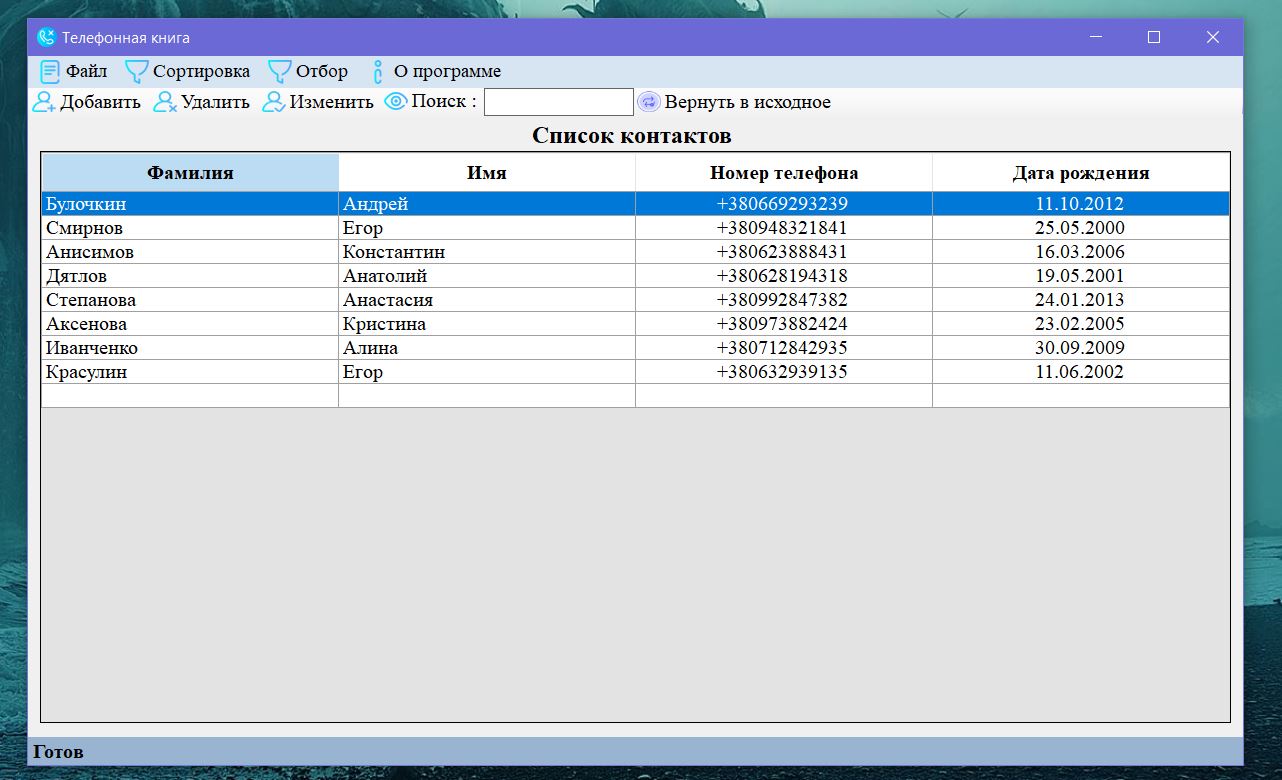 Телефонная книга
Файл Сортировка Отбор О программе
Добавить Удалить Изменить Поиск : Вернуть в исходное
Список контактов
Фамилия Имя Номер телефона Дата рождения
Булочкин Андрей +380669293239 11.10.2012
Смирнов Егор +380948321841 25.05.2000
Анисимов Константин +380623888431 16.03.2006
Дятлов Анатолий +380628194318 19.05.2001
Степанова Анастасия +380992847382 24.01.2013
Аксенова Кристина +380973882424 23.02.2005
Иванченко Алина +380712842935 30.09.2009
Красулин Егор +380632939135 11.06.2002
Готов